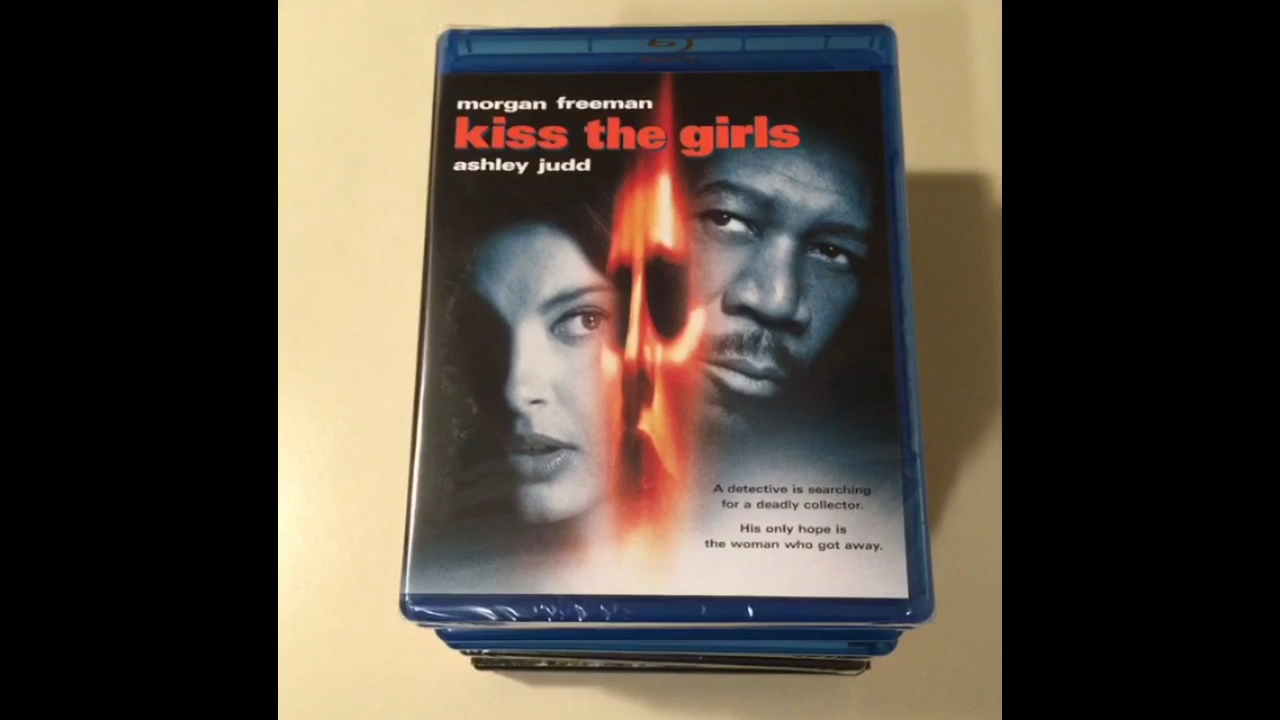 morgan freeman
kiss the girls
ashley judd
A detective is searching
for a deadly collector.
His only hope is
the woman who got away.